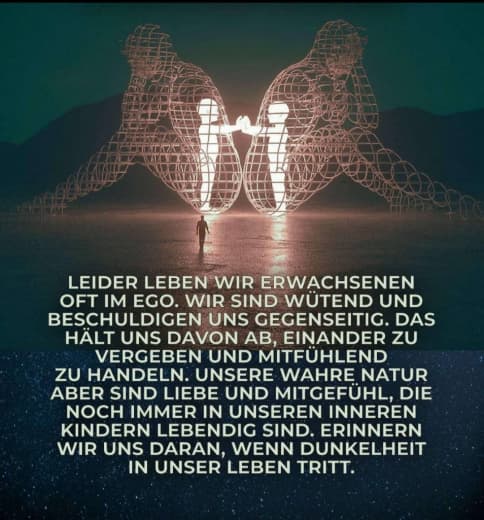 LEIDER LEBEN WIR ERWACHSENEN
OFT IM EGO. WIR SIND WÜTEND UND
BESCHULDIGEN UNS GEGENSEITIG. DAS
HÄLT UNS DAVON AB, EINANDER ZU
VERGEBEN UND MITFÜHLEND
ZU HANDELN. UNSERE WAHRE NATUR
ABER SIND LIEBE UND MITGEFÜHL, DIE
NOCH IMMER IN UNSEREN INNEREN
KINDERN LEBENDIG SIND. ERINNERN
WIR UNS DARAN, WENN DUNKELHEIT
IN UNSER LEBEN TRITT.